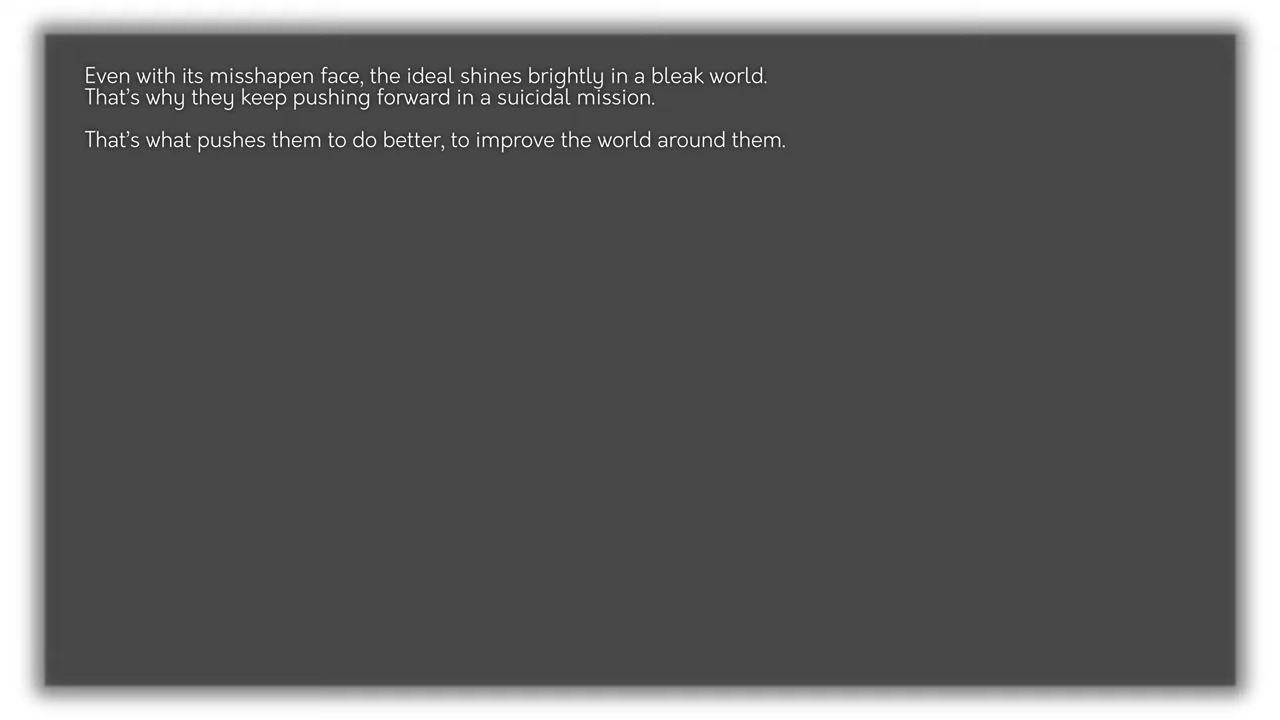 Even with its misshapen face, the ideal shines brightly in a bleak world.
That’s why they keep pushing forward in a suicidal mission.
That’s what pushes them to do better, to improve the world around them.